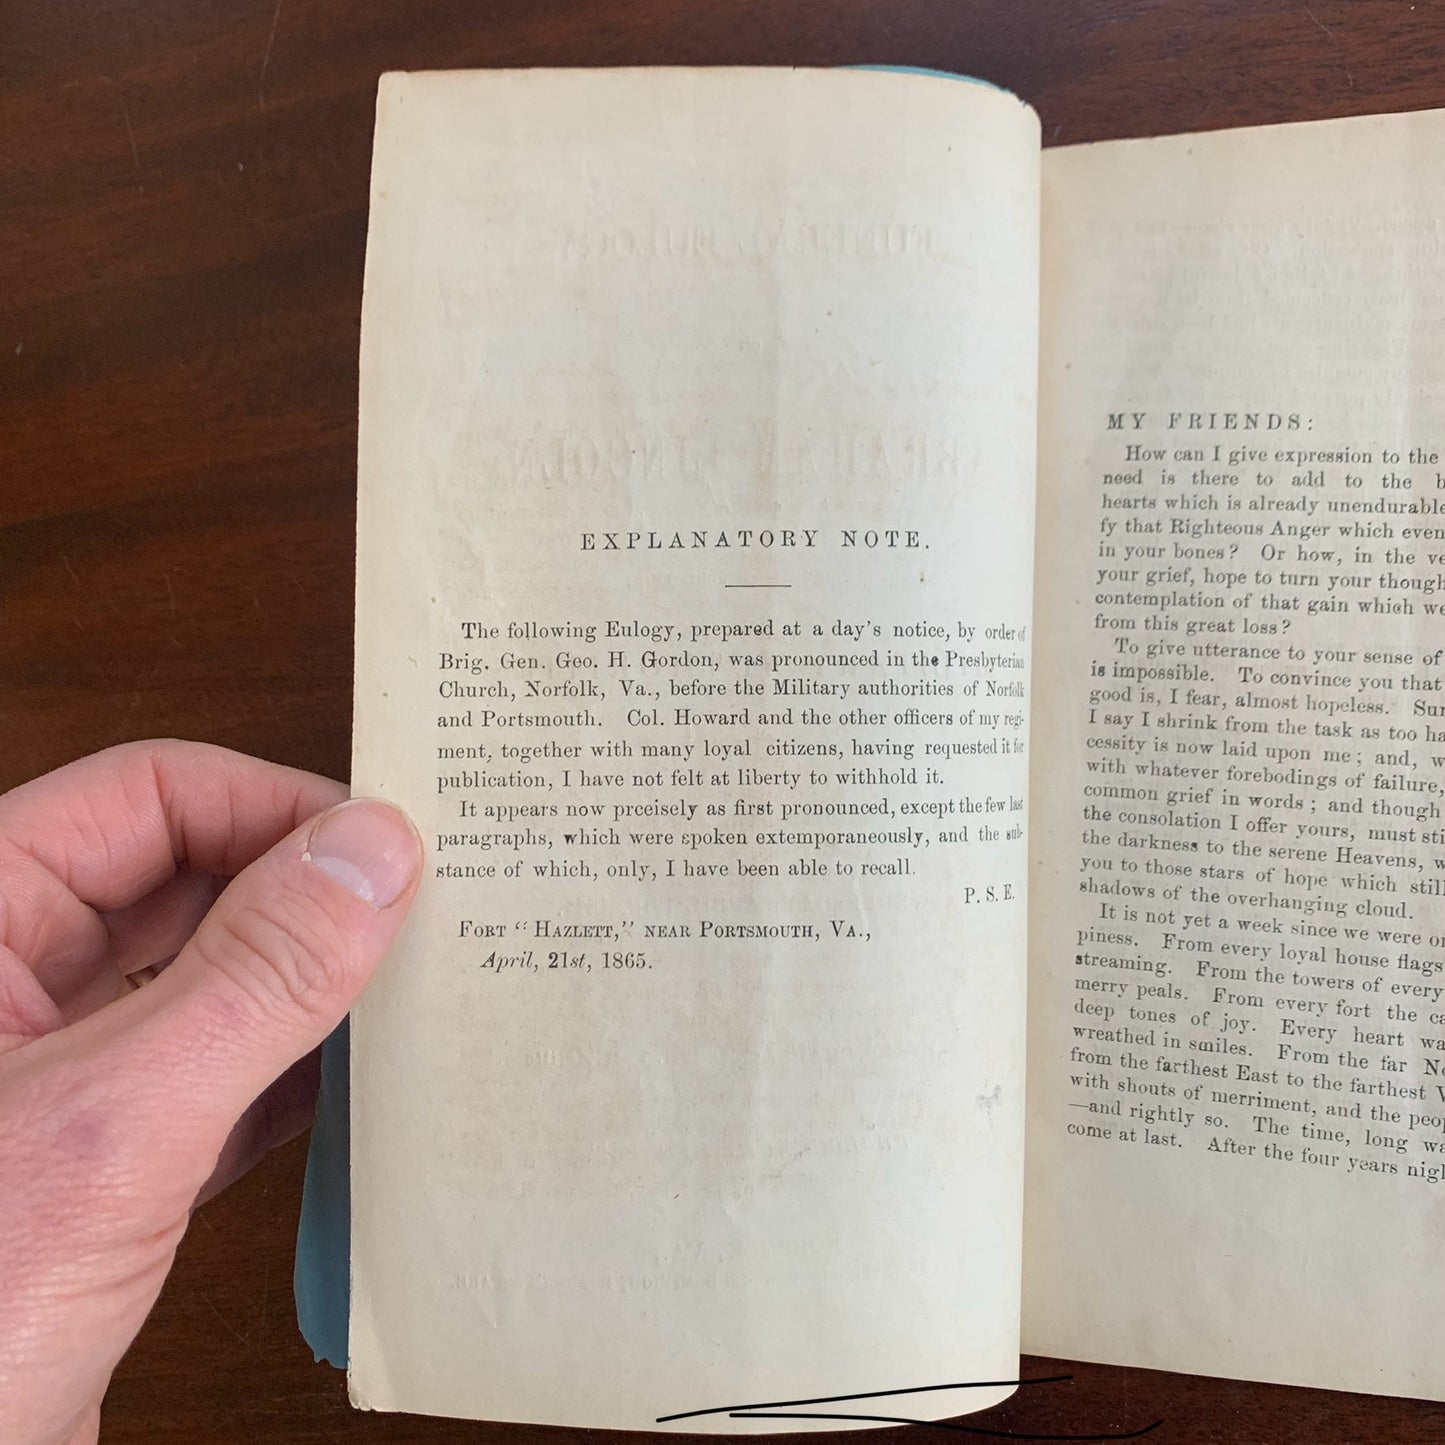 EXPLANATORY NOTE.
The following Eulogy, prepared at a day's notice, by order of
Brig. Gen. Geo. H. Gordon, was pronounced in the Presbyterian
Church, Norfolk, Va., before the Military authorities of Norfolk
and Portsmouth. Col. Howard and the other officers of my regi-
ment, together with many loyal citizens, having requested it for
publication, I have not felt at liberty to withhold it.
It appears now prceisely as first pronounced, except the few last
paragraphs, which were spoken extemporaneously, and the sub-
stance of which, only, I have been able to recall.
P. S. E.
FORT "HAZLETT," NEAR PORTSMOUTH, VA.,
April, 21st, 1865.
MY FRIENDS:
How can I give expression to the
need is there to add to the
hearts which is already unendurable
fy that Righteous Anger which even
in your bones? Or how, in the
your grief, hope to turn your though
contemplation of that gain which we
from this great loss?
To give utterance to your sense of
is impossible. To convince you that
good is, I fear, almost hopeless.
I say I shrink from the task as too
cessity is now laid upon me; and,
with whatever forebodings of failure,
common grief in words; and though
the consolation I offer yours, must
the darkness to the serene Heavens,
you to those stars of hope which still
shadows of the overhanging cloud.
It is not yet a week since we were
piness. From every loyal house flags
streaming. From the towers of every
merry peals. From every fort the
deep tones of joy. Every heart
wreathed in smiles. From the far
from the farthest East to the farthest
with shouts of merriment, and the
—and rightly so. The time, long
come at last. After the four years